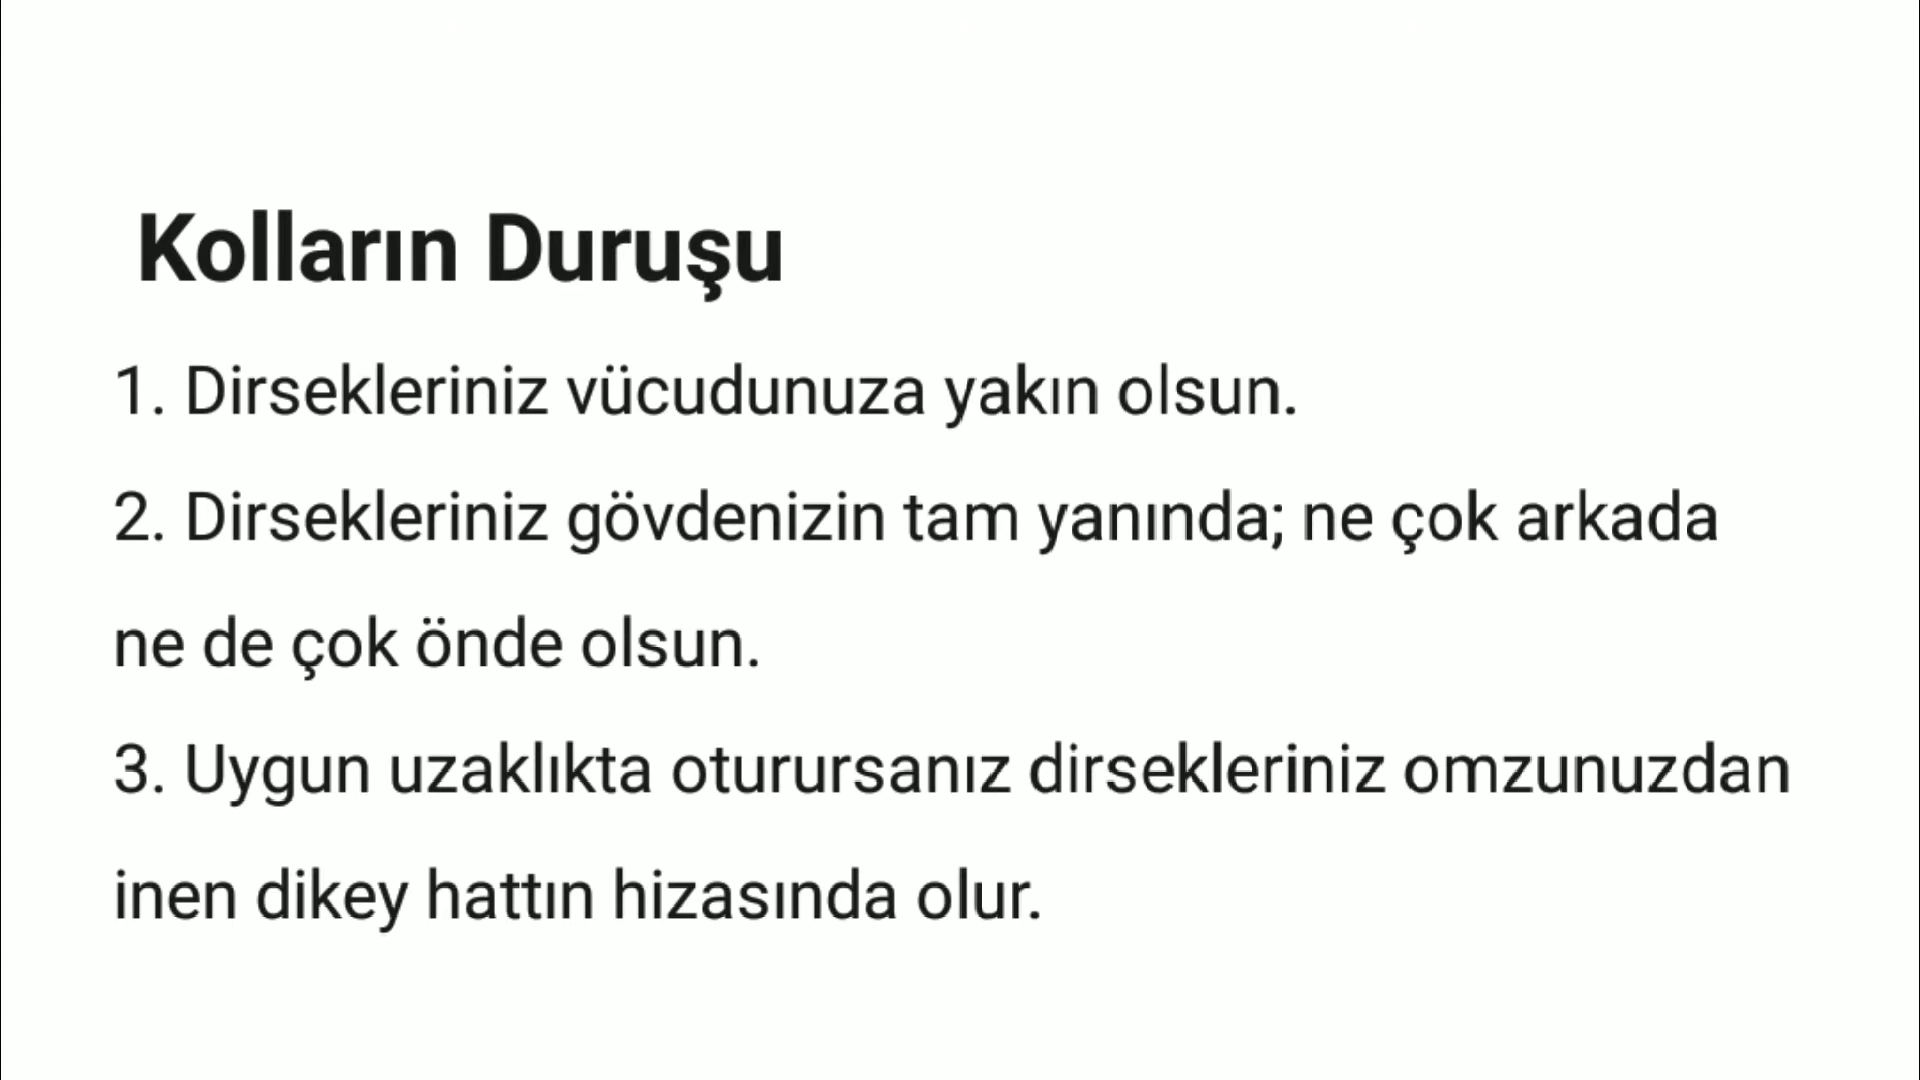 Kolların Duruşu
1. Dirsekleriniz vücudunuza yakın olsun.
2. Dirsekleriniz gövdenizin tam yanında; ne çok arkada
ne de çok önde olsun.
3. Uygun uzaklıkta oturursanız dirsekleriniz omzunuzdan
inen dikey hattın hizasında olur.